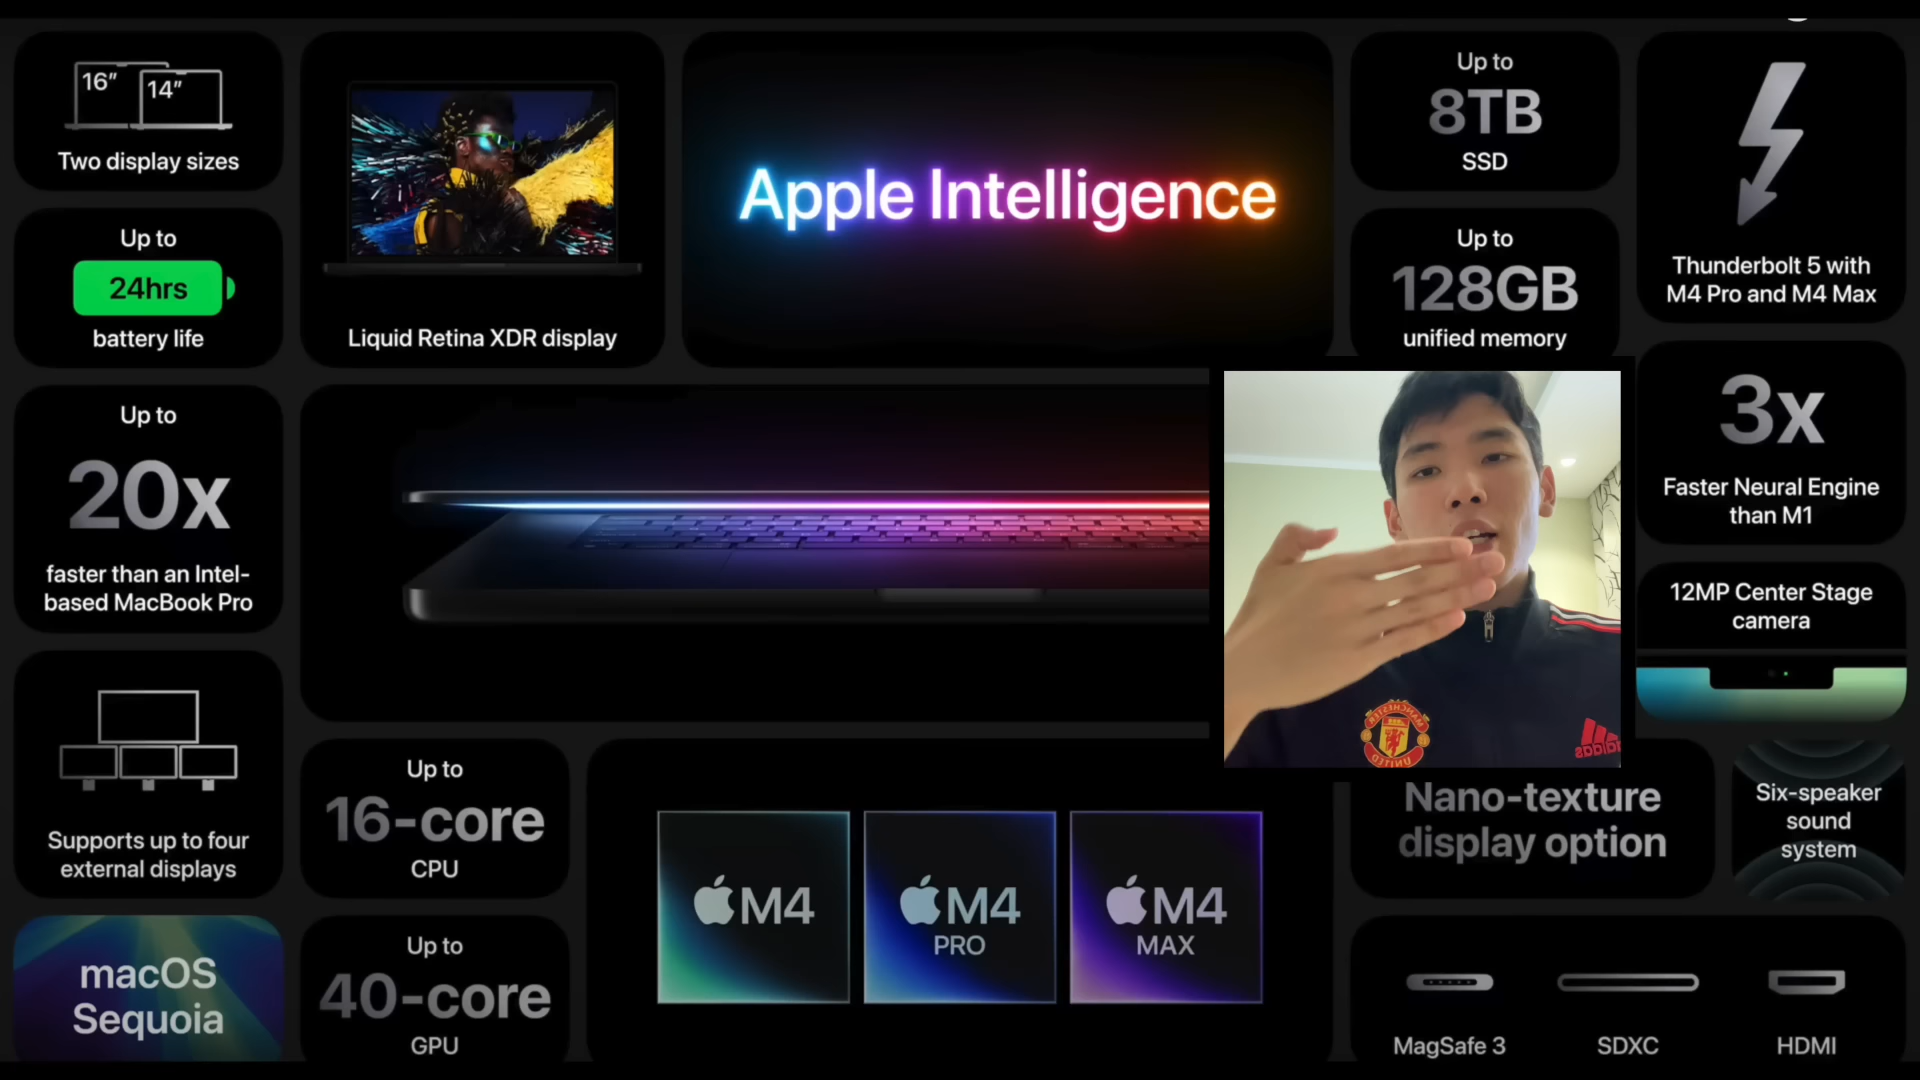 16”
14”
Two display sizes
Up to
24hrs
battery life
Up to
20x
faster than an Intel-
based MacBook Pro
Supports up to four
external displays
macOS
Sequoia
Liquid Retina XDR display
Apple Intelligence
Up to
8TB
SSD
Up to
128GB
unified memory
Thunderbolt 5 with
M4 Pro and M4 Max
3x
Faster Neural Engine
than M1
12MP Center Stage
camera
MANCHESTER
UNITED
adidas
Up to
16-core
CPU
Up to
40-core
GPU
M4
M4
PRO
M4
MAX
Nano-texture
display option
Six-speaker
sound
system
MagSafe 3
SDXC
HDMI